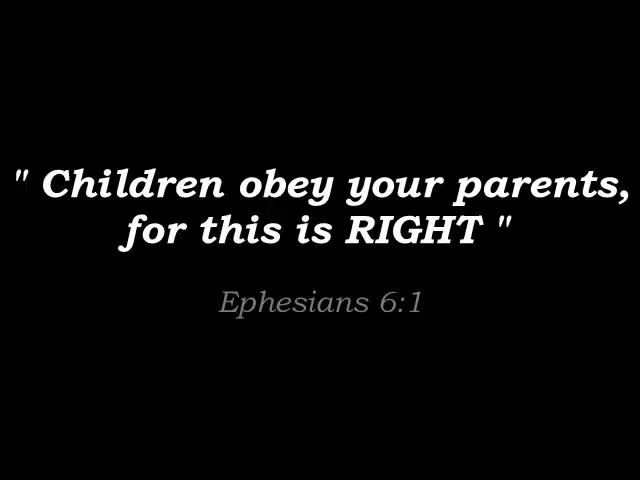 " Children obey your parents,
for this is RIGHT "
Ephesians 6:1